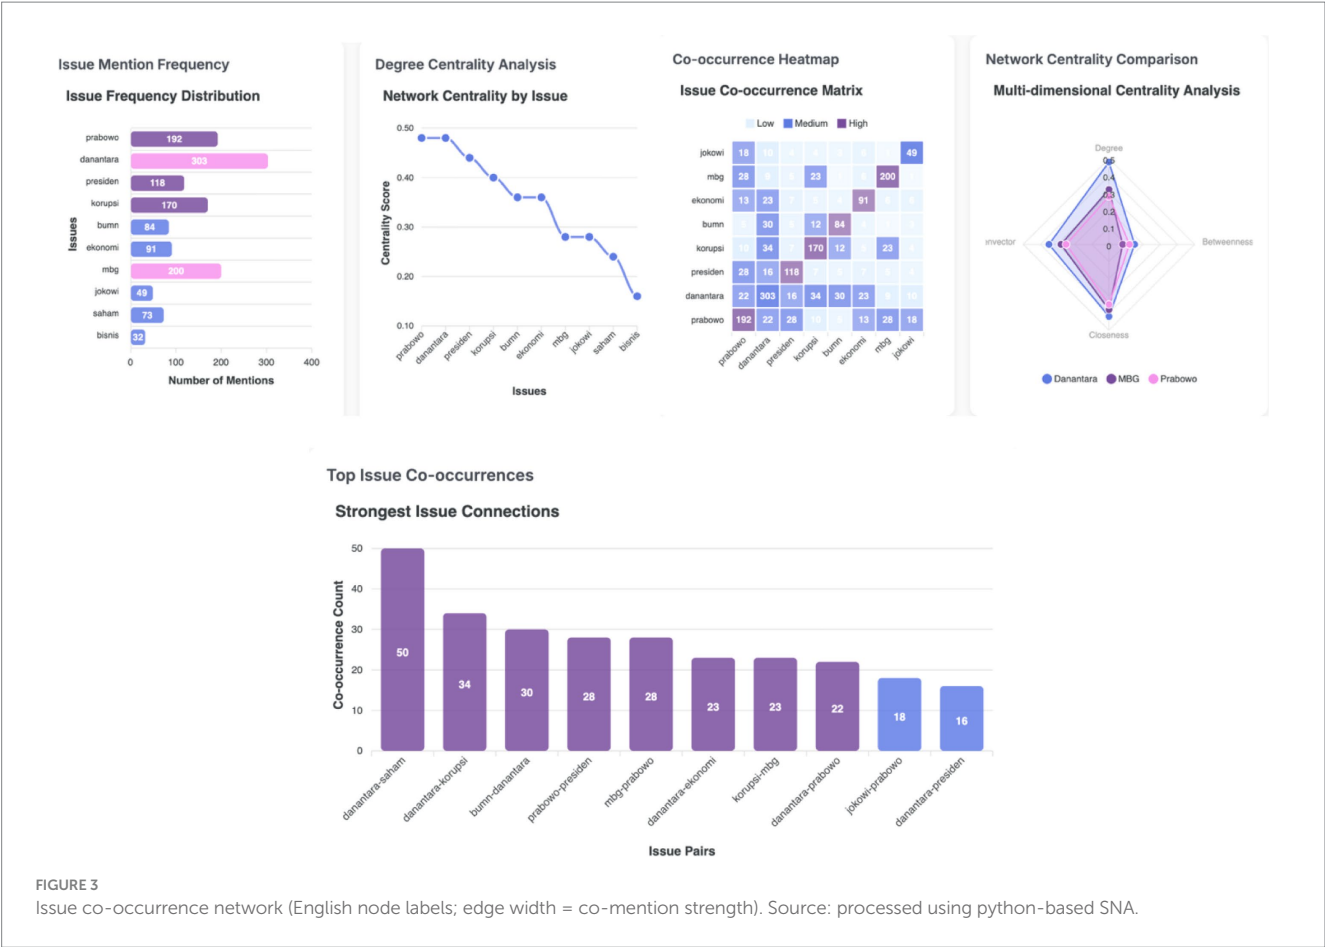 Issue Mention Frequency
Issue Frequency Distribution
prabowo 192
danantara 303
presiden 118
korupsi 170
bumn 84
ekonomi 91
mbg 200
jokowi 49
saham 73
bisnis 32
Issues
0 100 200 300 400
Number of Mentions
Degree Centrality Analysis
Network Centrality by Issue
0.50
0.40
0.30
0.20
0.10
Centrality Score
prabowo danantara presiden korupsi bumn ekonomi mbg jokowi saham bisnis
Issues
Co-occurrence Heatmap
Issue Co-occurrence Matrix
Low Medium High
jokowi 18 10 49
mbg 28 23 200
ekonomi 13 23 91
bumn 30 12 84
korupsi 34 170 12 23
presiden 28 16 118
danantara 22 303 16 34 30 23 10
prabowo 192 22 28 13 28 18
prabowo danantara presiden korupsi bumn ekonomi mbg jokowi
Network Centrality Comparison
Multi-dimensional Centrality Analysis
Degree
0.5
0.4
0.3
0.2
0.1
0
nvector
Betweenness
Closeness
Danantara MBG Prabowo
Top Issue Co-occurrences
Strongest Issue Connections
50
40
30
20
10
0
Co-occurrence Count
50 34 30 28 28 23 23 22 18 16
danantara-saham danantara-korupsi bumn-danantara prabowo-presiden mbg-prabowo danantara-ekonomi korupsi-mbg danantara-prabowo jokowi-prabowo danantara-presiden
Issue Pairs
FIGURE 3
Issue co-occurrence network (English node labels; edge width = co-mention strength). Source: processed using python-based SNA.